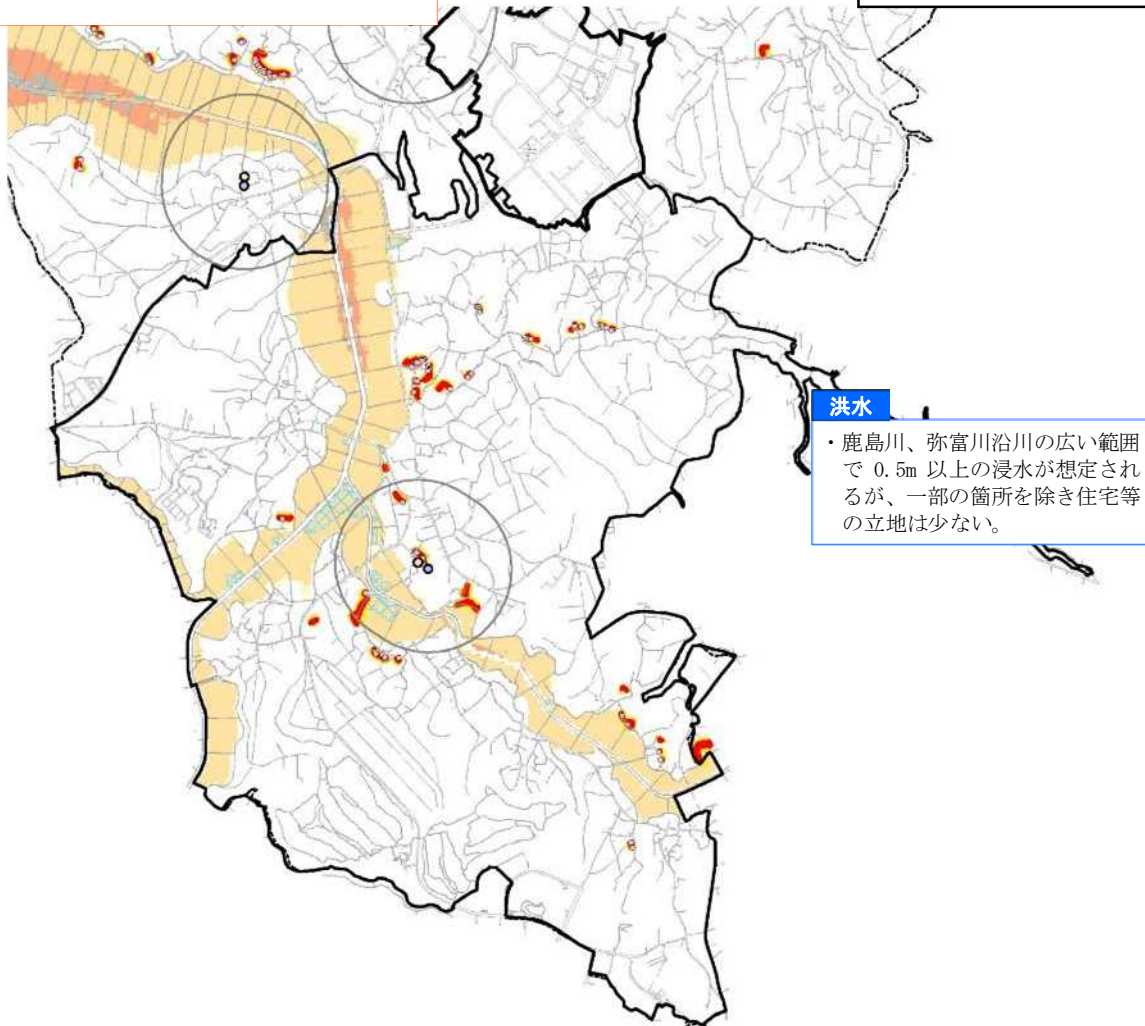 洪水
・鹿島川、弥富川沿川の広い範囲
で 0.5m 以上の浸水が想定され
るが、一部の箇所を除き住宅等
の立地は少ない。